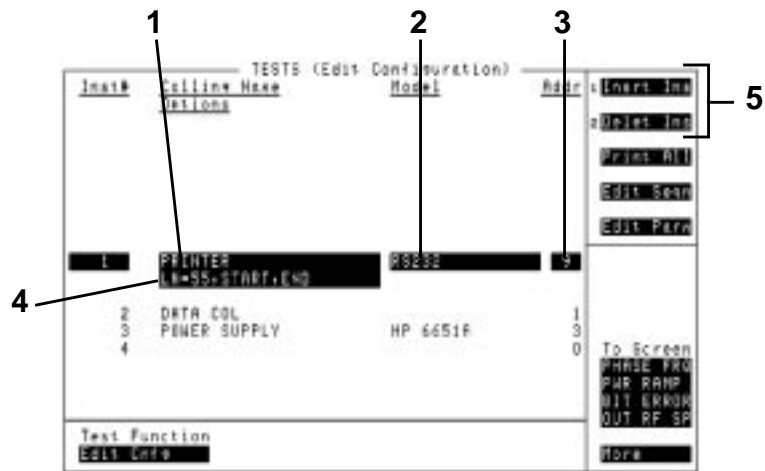 1 2 3
TESTS (Edit Configuration)
Inst# Calling Name Model Addr
Options
1 Insrt Ins
2 Delet Ins
5
Print All
Edit Seqn
Edit Parm
1 PRINTER RS232 9
4
LN=55,START,END
2 DATA COL 1
3 POWER SUPPLY HP 6651A 3
4 0
To Screen
PHASE FRQ
PWR RAMP
BIT ERROR
OUT RF SP
Test Function
Edit Cnfg
More